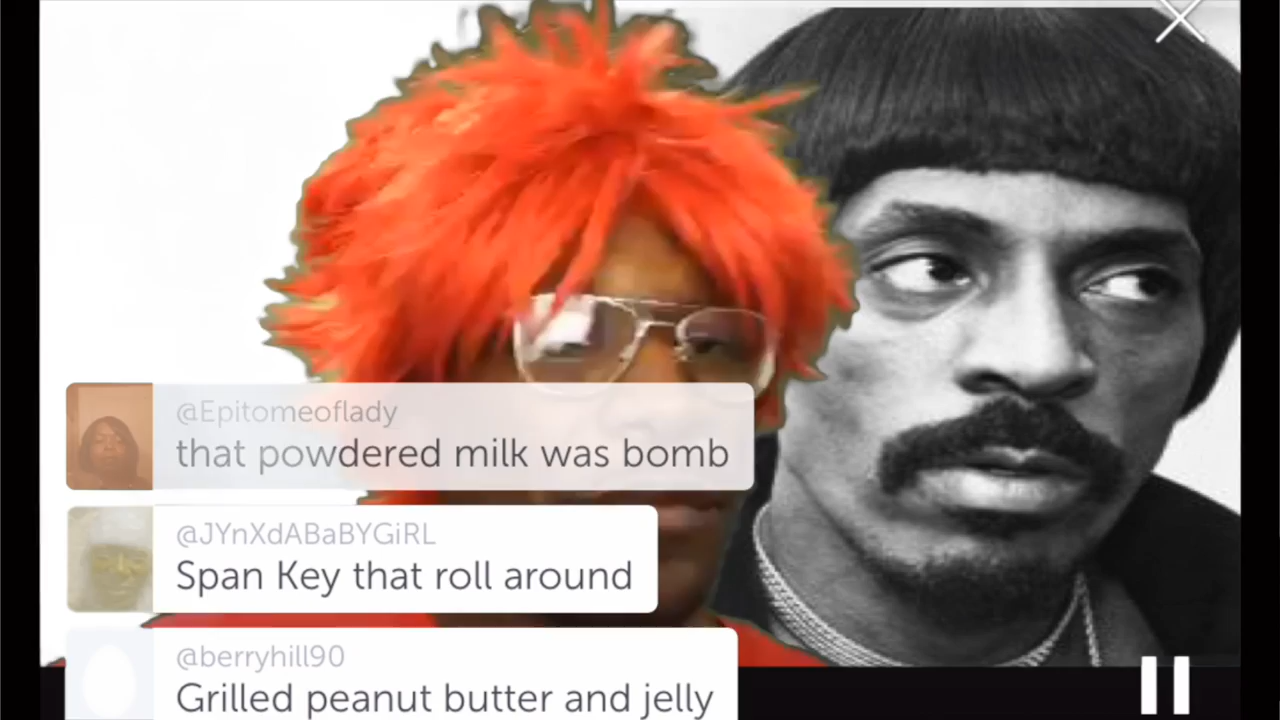 @Epitomeoflady
that powdered milk was bomb
@JYnXdABaBYGiRL
Span Key that roll around
@berryhill90
Grilled peanut butter and jelly